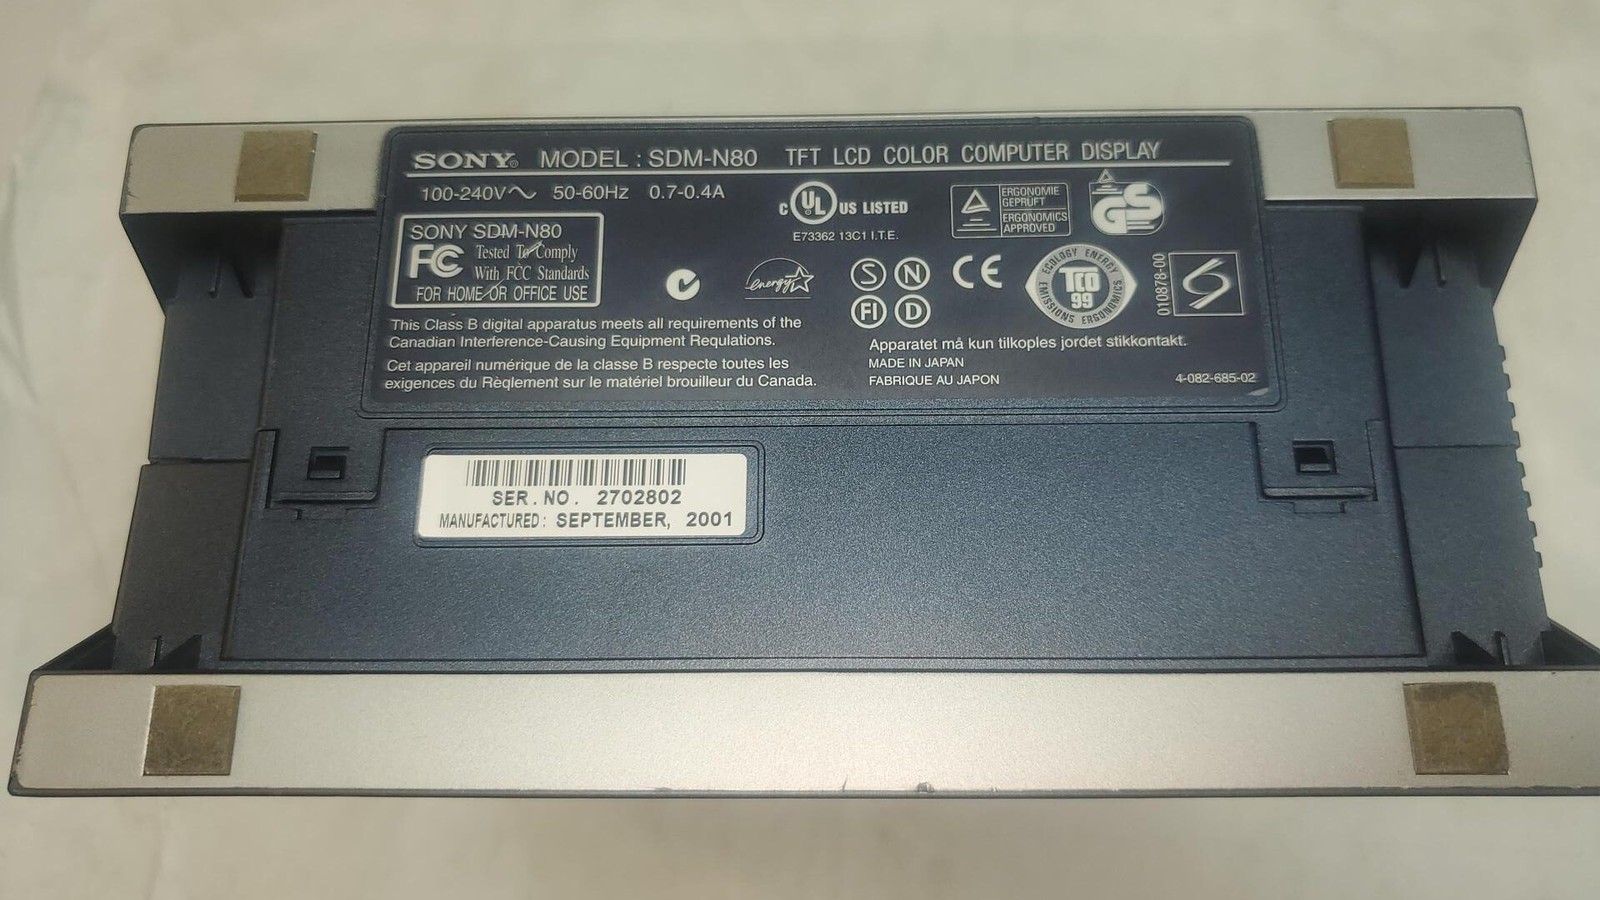 SONY® MODEL : SDM-N80 TFT LCD COLOR COMPUTER DISPLAY
100-240V~ 50-60Hz 0.7-0.4A
SONY SDM-N80
FC Tested To Comply
With FCC Standards
FOR HOME OR OFFICE USE
This Class B digital apparatus meets all requirements of the
Canadian Interference-Causing Equipment Requlations.
Cet appareil numérique de la classe B respecte toutes les
exigences du Règlement sur le matériel brouilleur du Canada.
C UL US LISTED
E73362 13C1 I.T.E.
ERGONOMIE
GEPRÜFT
ERGONOMICS
APPROVED
GS
energy
S N
FI D
CE
ECOLOGY ENERGY
TCO
99
EMISSIONS ERGONOMICS
010878-00
S
Apparatet må kun tilkoples jordet stikkontakt.
MADE IN JAPAN
FABRIQUE AU JAPON
4-082-685-02
SER.NO. 2702802
MANUFACTURED: SEPTEMBER, 2001